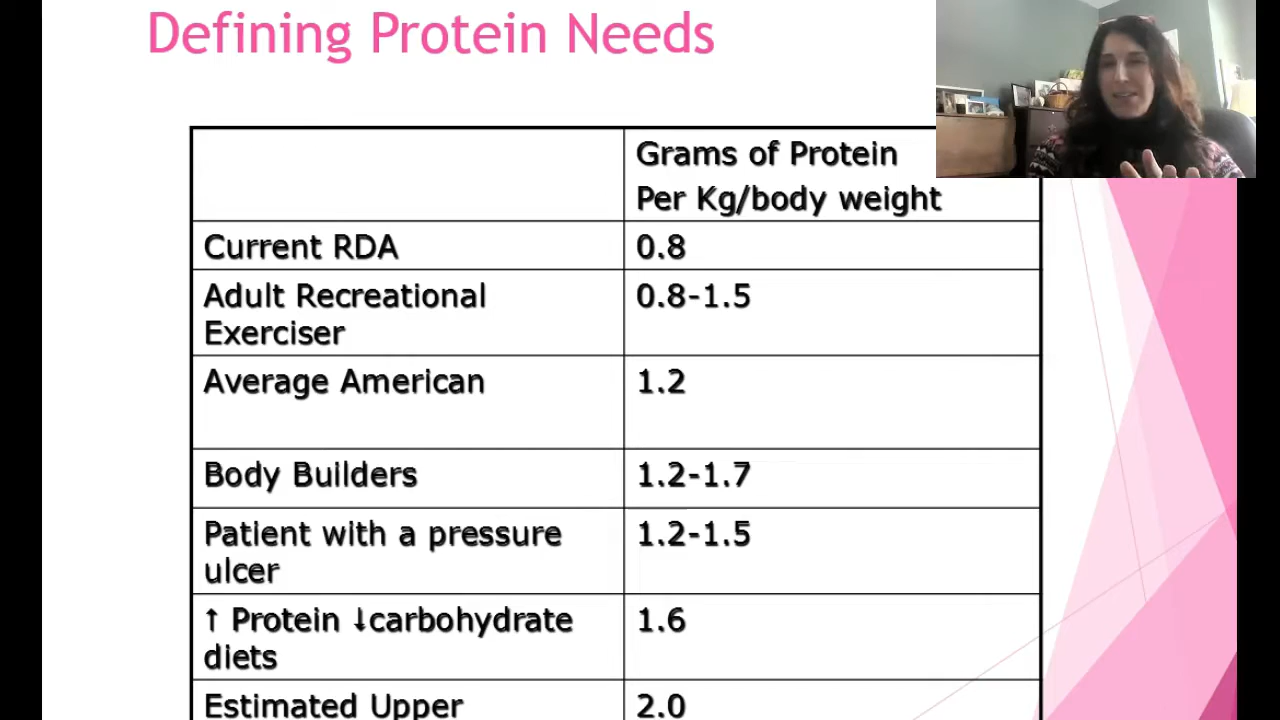 Defining Protein Needs
Grams of Protein
Per Kg/body weight
Current RDA
0.8
Adult Recreational
Exerciser
0.8-1.5
Average American
1.2
Body Builders
1.2-1.7
Patient with a pressure
ulcer
1.2-1.5
↑ Protein ↓carbohydrate
diets
1.6
Estimated Upper
2.0